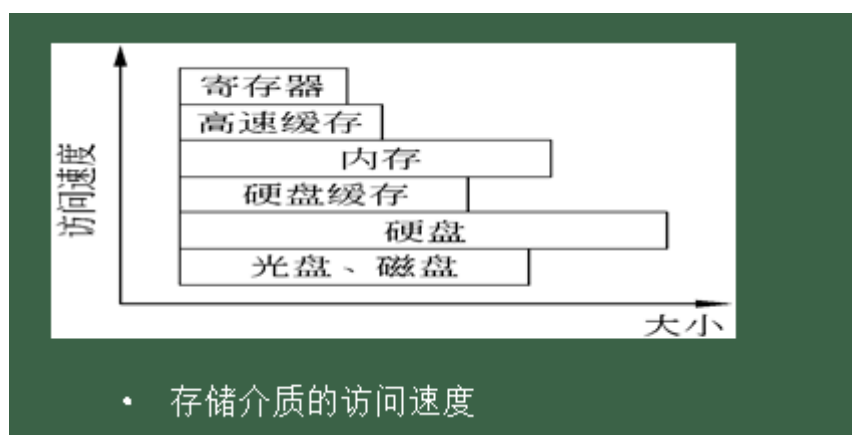 寄存器
高速缓存
内存
硬盘缓存
硬盘
光盘、磁盘
访问速度
大小
• 存储介质的访问速度